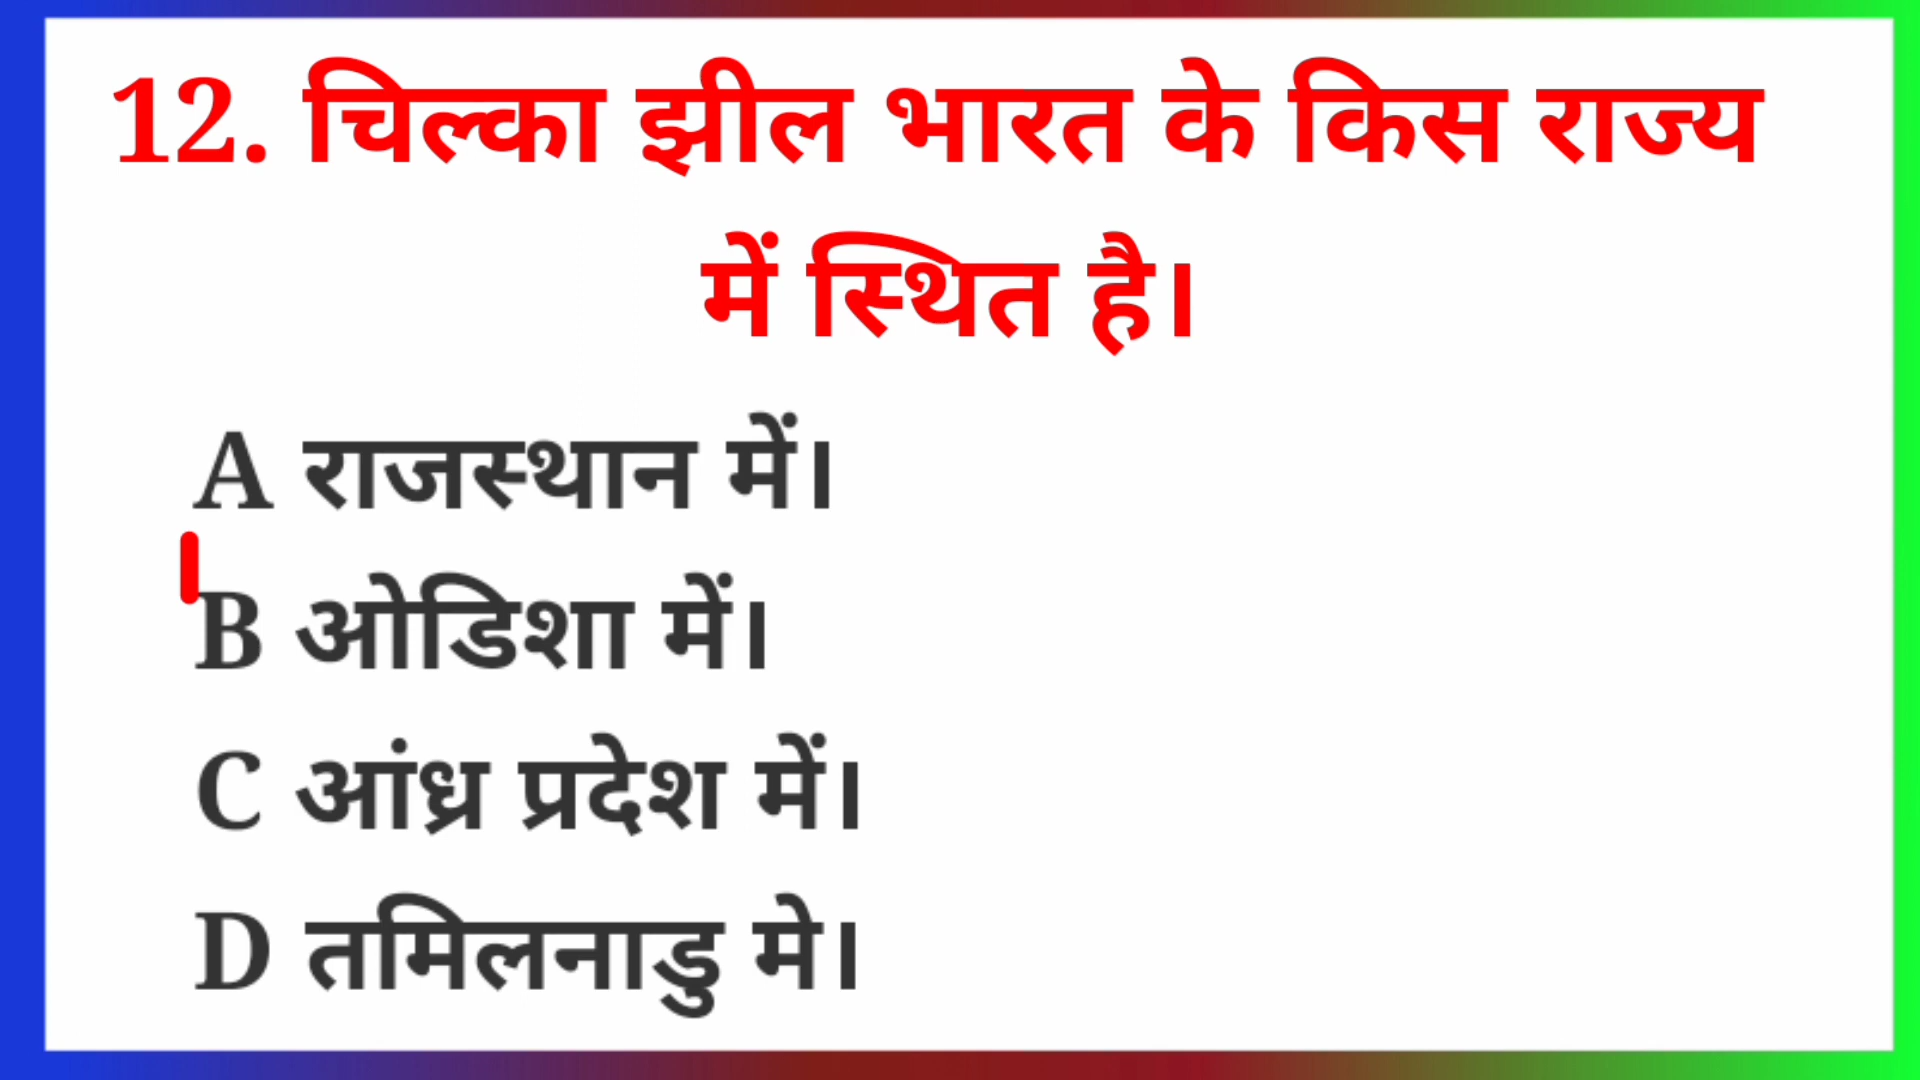 12. चिल्का झील भारत के किस राज्य
में स्थित है।
A राजस्थान में।
B ओडिशा में।
C आंध्र प्रदेश में।
D तमिलनाडु मे।